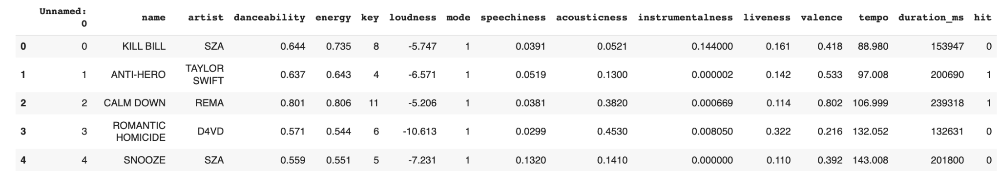 Unnamed: 0 name artist danceability energy key loudness mode speechiness acousticness instrumentalness liveness valence tempo duration_ms hit
0 0 KILL BILL SZA 0.644 0.735 8 -5.747 1 0.0391 0.0521 0.144000 0.161 0.418 88.980 153947 0
1 1 ANTI-HERO TAYLOR SWIFT 0.637 0.643 4 -6.571 1 0.0519 0.1300 0.000002 0.142 0.533 97.008 200690 1
2 2 CALM DOWN REMA 0.801 0.806 11 -5.206 1 0.0381 0.3820 0.000669 0.114 0.802 106.999 239318 1
3 3 ROMANTIC HOMICIDE D4VD 0.571 0.544 6 -10.613 1 0.0299 0.4530 0.008050 0.322 0.216 132.052 132631 0
4 4 SNOOZE SZA 0.559 0.551 5 -7.231 1 0.1320 0.1410 0.000000 0.110 0.392 143.008 201800 0